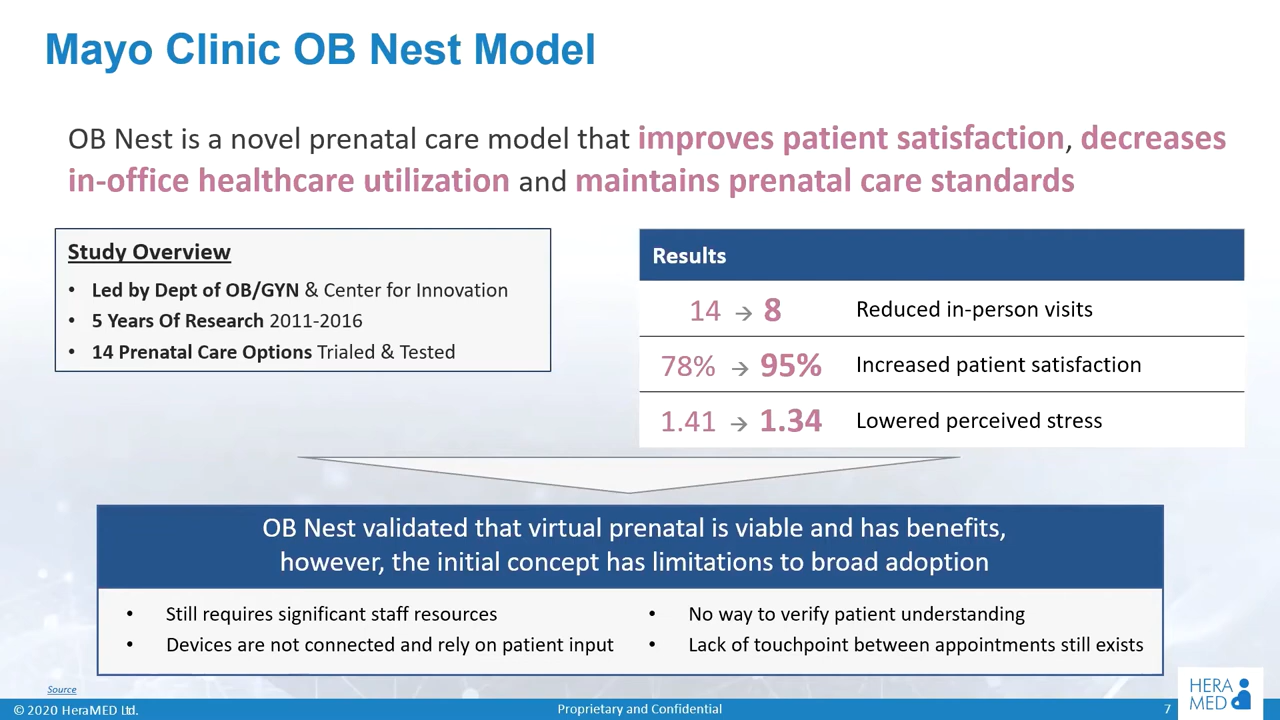 Mayo Clinic OB Nest Model
OB Nest is a novel prenatal care model that improves patient satisfaction, decreases
in-office healthcare utilization and maintains prenatal care standards
Study Overview
• Led by Dept of OB/GYN & Center for Innovation
• 5 Years Of Research 2011-2016
• 14 Prenatal Care Options Trialed & Tested
Results
14 → 8 Reduced in-person visits
78% → 95% Increased patient satisfaction
1.41 → 1.34 Lowered perceived stress
OB Nest validated that virtual prenatal is viable and has benefits,
however, the initial concept has limitations to broad adoption
• Still requires significant staff resources
• Devices are not connected and rely on patient input
• No way to verify patient understanding
• Lack of touchpoint between appointments still exists
Source
© 2020 HeraMED Ltd.
Proprietary and Confidential
7
HERA
MED